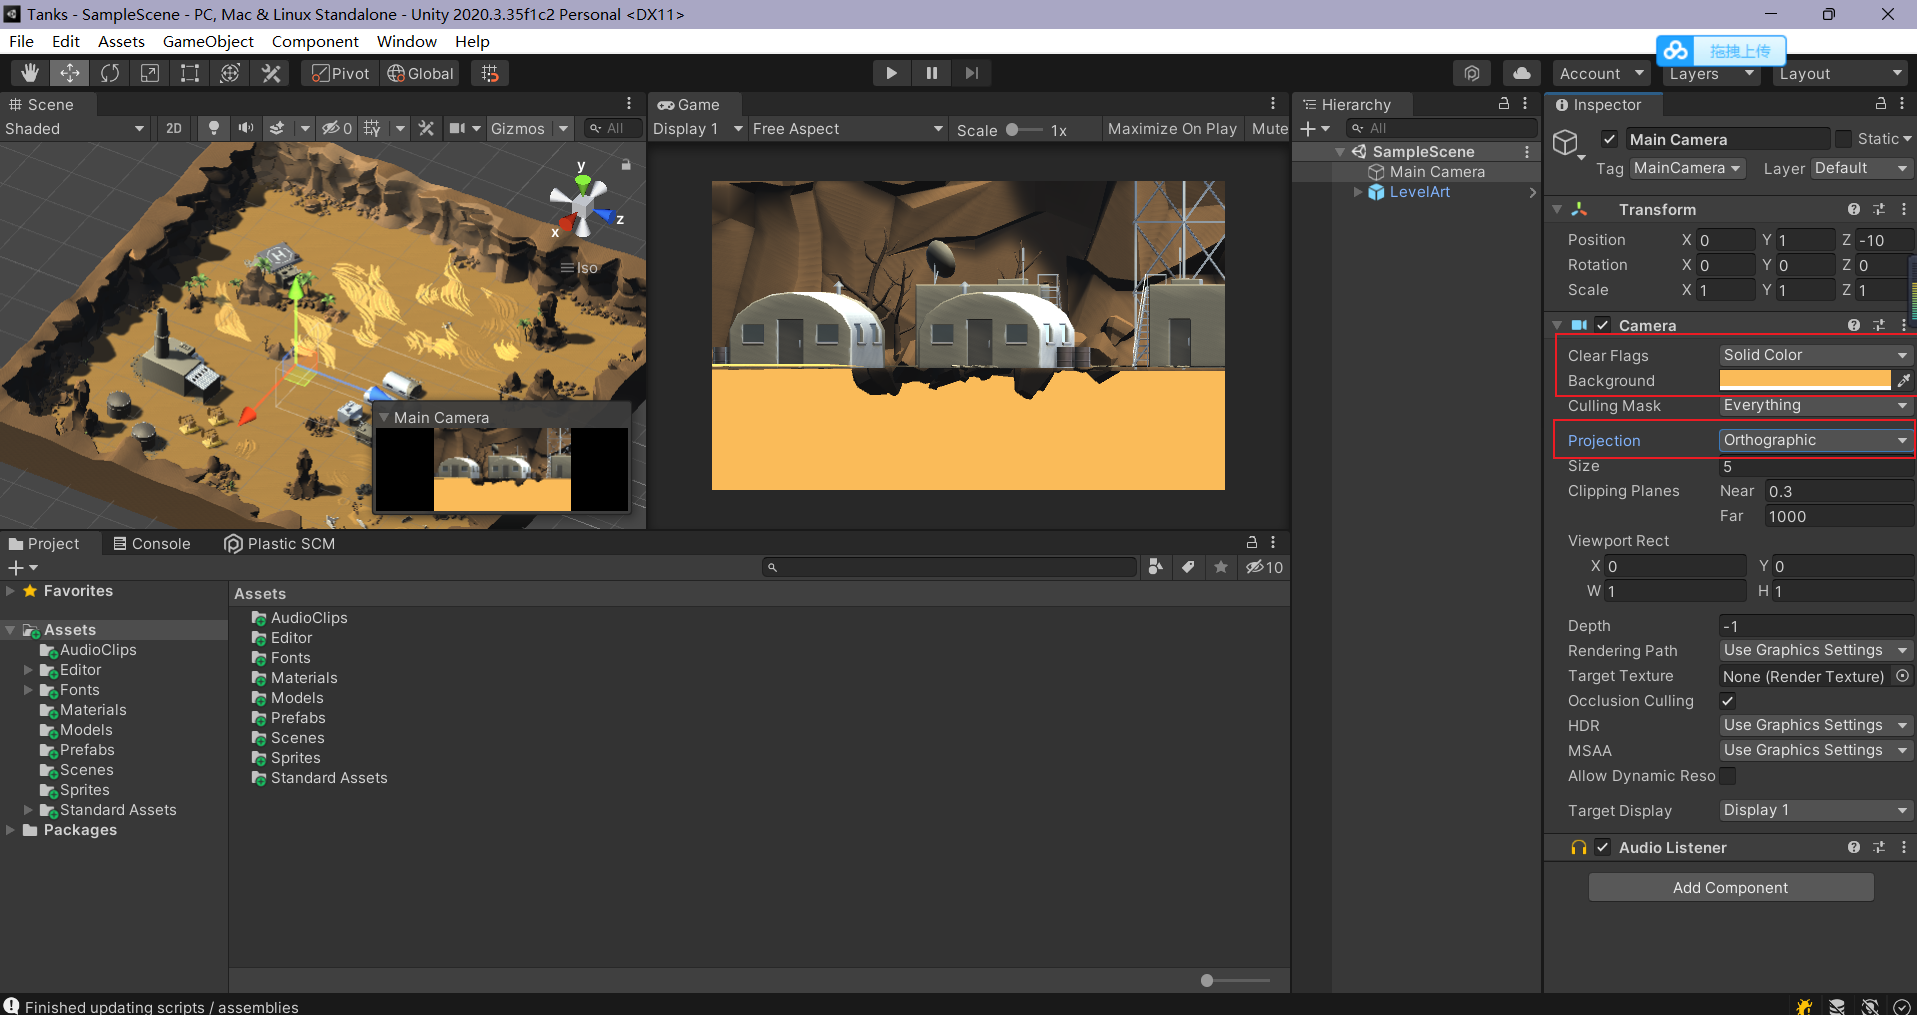 Tanks - SampleScene - PC, Mac & Linux Standalone - Unity 2020.3.35f1c2 Personal <DX11>
File Edit Assets GameObject Component Window Help
拖拽上传
Pivot Global Account Layers Layout
Scene
Shaded 2D 0 Gizmos All
y
z
x
Iso
Main Camera
Game
Display 1 Free Aspect Scale 1x Maximize On Play Mute
Hierarchy
All
SampleScene
Main Camera
LevelArt
Inspector
Main Camera Static
Tag MainCamera Layer Default
Transform
Position X 0 Y 1 Z -10
Rotation X 0 Y 0 Z 0
Scale X 1 Y 1 Z 1
Camera
Clear Flags Solid Color
Background
Culling Mask Everything
Projection Orthographic
Size 5
Clipping Planes Near 0.3
Far 1000
Viewport Rect
X 0 Y 0
W 1 H 1
Depth -1
Rendering Path Use Graphics Settings
Target Texture None (Render Texture)
Occlusion Culling
HDR Use Graphics Settings
MSAA Use Graphics Settings
Allow Dynamic Reso
Target Display Display 1
Audio Listener
Add Component
Project Console Plastic SCM
10
Favorites
Assets
AudioClips
Editor
Fonts
Materials
Models
Prefabs
Scenes
Sprites
Standard Assets
Packages
Assets
AudioClips
Editor
Fonts
Materials
Models
Prefabs
Scenes
Sprites
Standard Assets
Finished updating scripts / assemblies